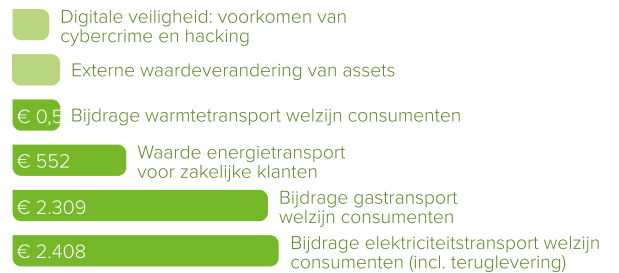 Digitale veiligheid: voorkomen van
cybercrime en hacking
Externe waardeverandering van assets
€ 0,5 Bijdrage warmtetransport welzijn consumenten
€ 552 Waarde energietransport
voor zakelijke klanten
€ 2.309 Bijdrage gastransport
welzijn consumenten
€ 2.408 Bijdrage elektriciteitstransport welzijn
consumenten (incl. teruglevering)